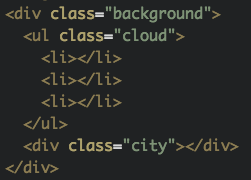 <div class="background">
  <ul class="cloud">
    <li></li>
    <li></li>
    <li></li>
  </ul>
  <div class="city"></div>
</div>